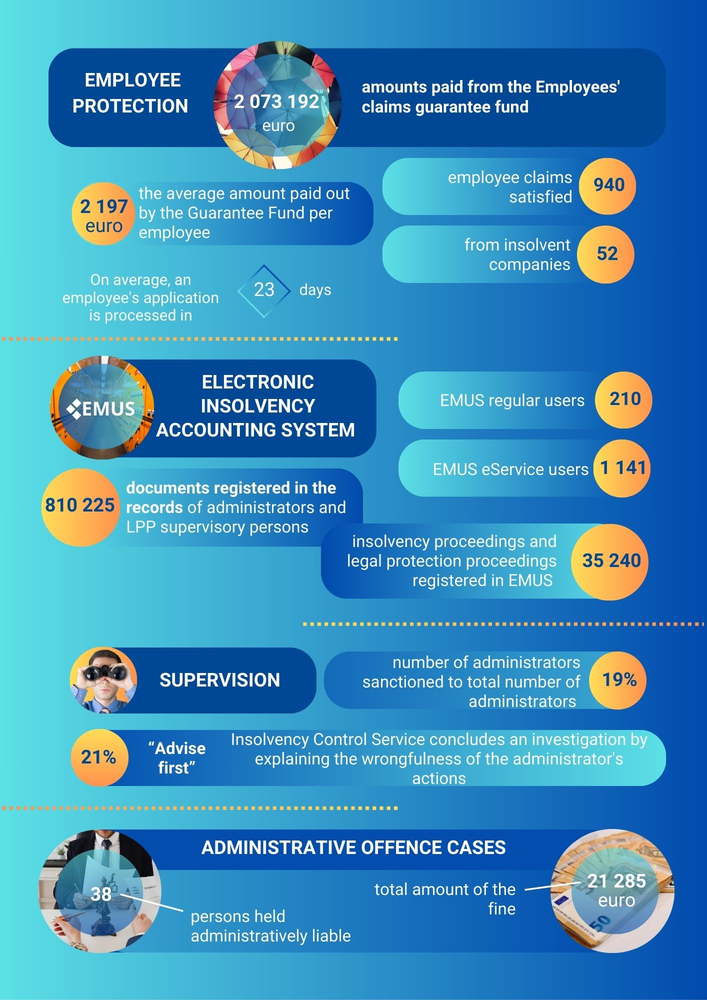 EMPLOYEE
PROTECTION
2 073 192
euro
amounts paid from the Employees'
claims guarantee fund
2 197
euro
the average amount paid out
by the Guarantee Fund per
employee
employee claims
satisfied
940
from insolvent
companies
52
On average, an
employee's application
is processed in
23
days
EMUS
ELECTRONIC
INSOLVENCY
ACCOUNTING SYSTEM
EMUS regular users
210
EMUS eService users
1 141
810 225
documents registered in the
records of administrators and
LPP supervisory persons
insolvency proceedings and
legal protection proceedings
registered in EMUS
35 240
SUPERVISION
number of administrators
sanctioned to total number of
administrators
19%
21%
“Advise
first”
Insolvency Control Service concludes an investigation by
explaining the wrongfulness of the administrator's
actions
ADMINISTRATIVE OFFENCE CASES
38
persons held
administratively liable
total amount of the
fine
21 285
euro
50